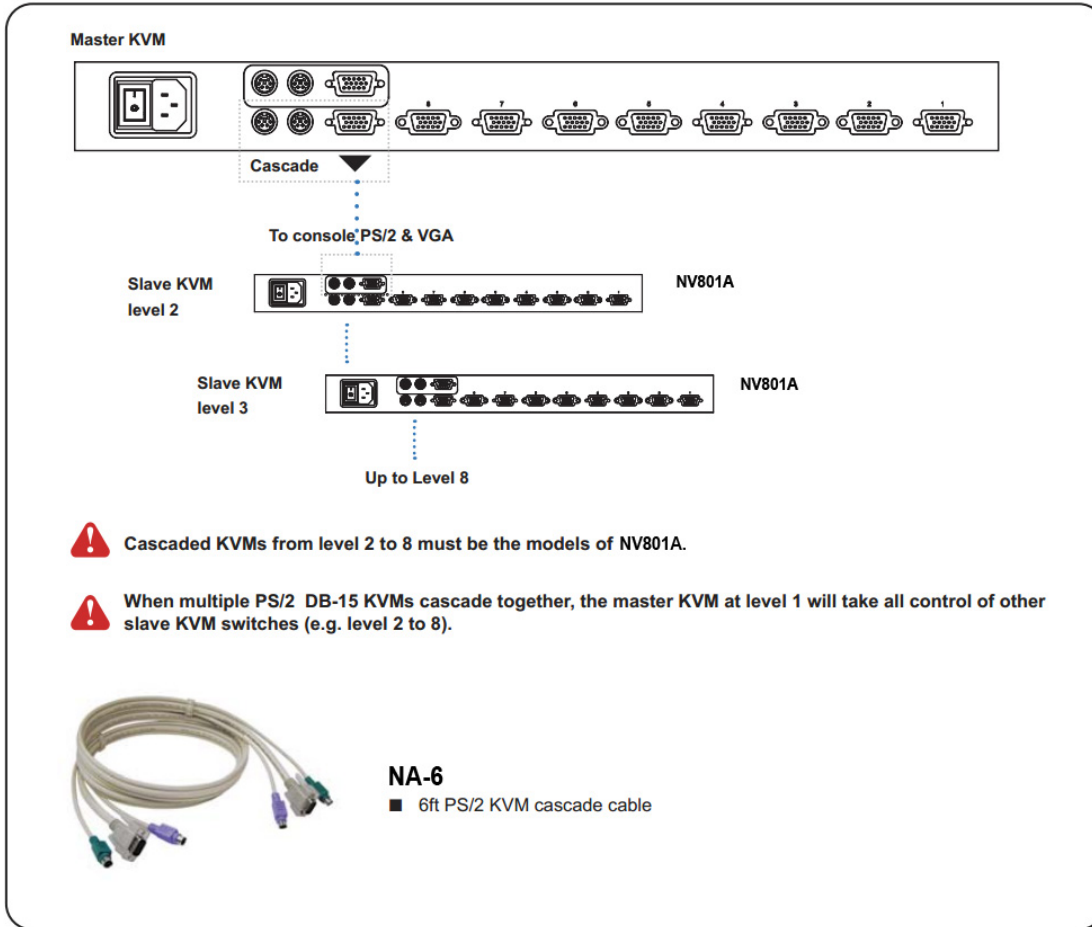 Master KVM
8 7 6 5 4 3 2 1
Cascade
To console PS/2 & VGA
Slave KVM
level 2
NV801A
Slave KVM
level 3
NV801A
Up to Level 8
Cascaded KVMs from level 2 to 8 must be the models of NV801A.
When multiple PS/2 DB-15 KVMs cascade together, the master KVM at level 1 will take all control of other
slave KVM switches (e.g. level 2 to 8).
NA-6
■ 6ft PS/2 KVM cascade cable